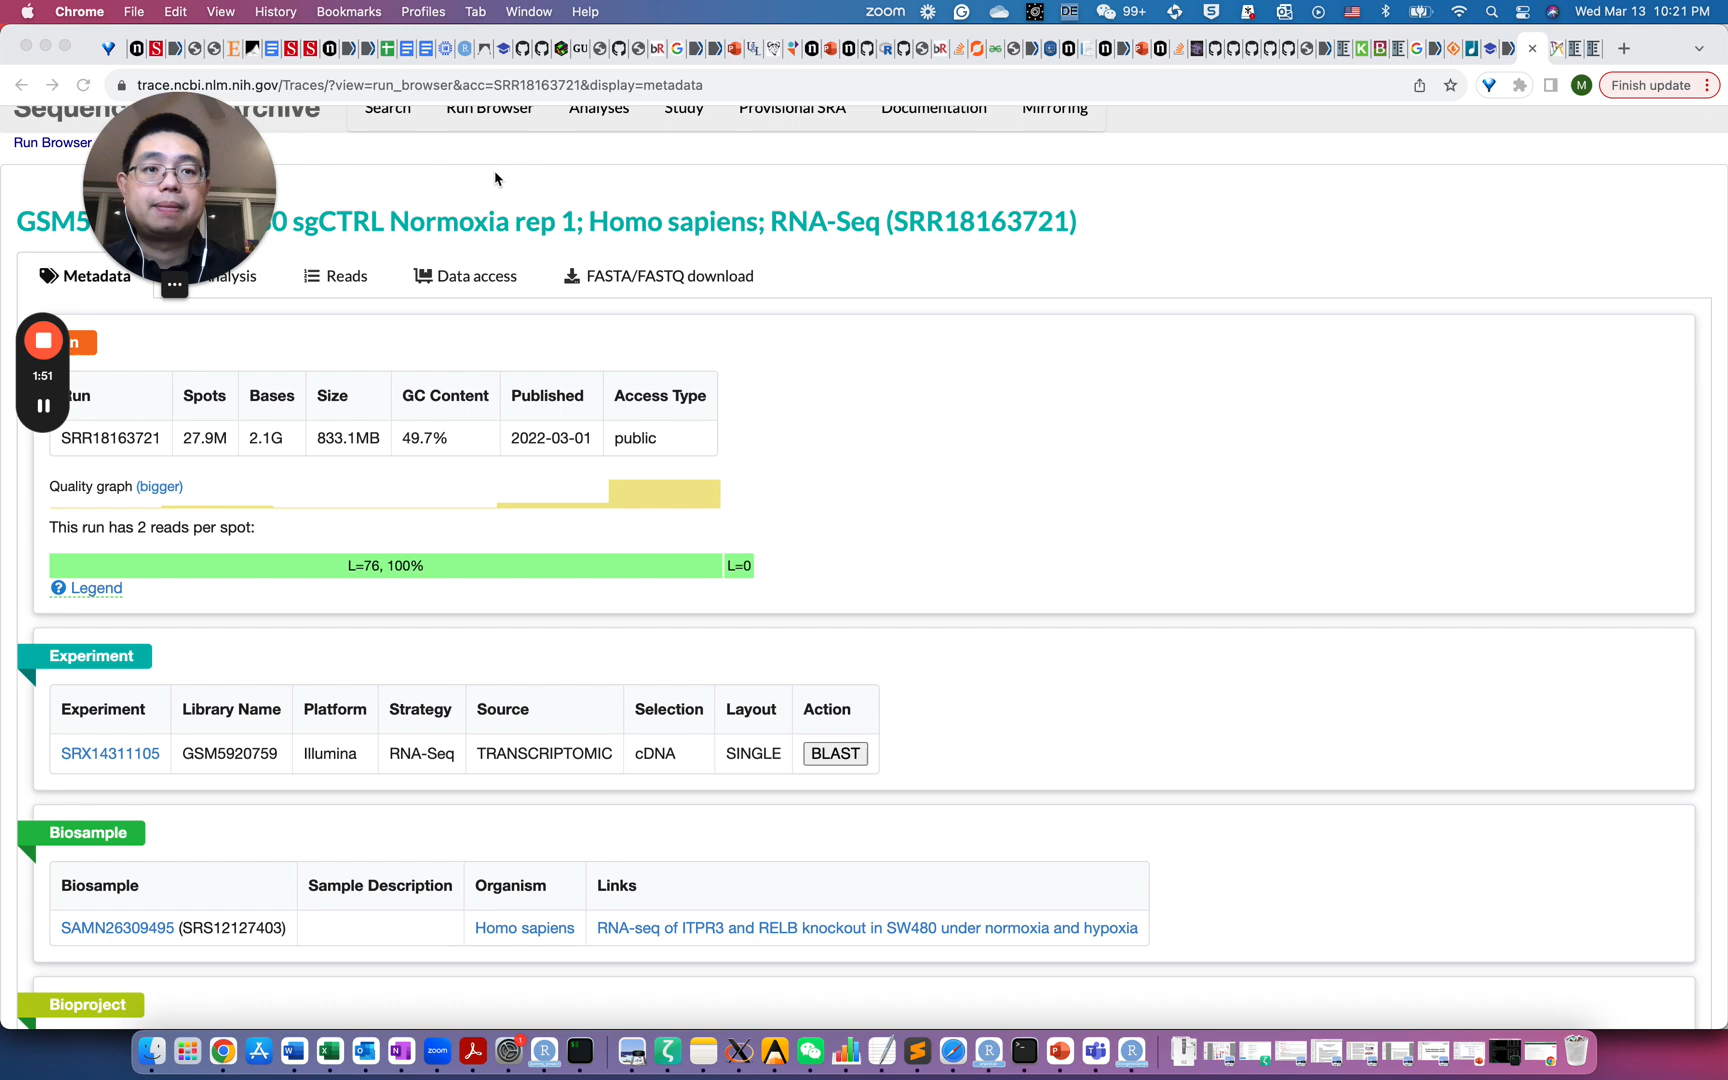 Chrome File Edit View History Bookmarks Profiles Tab Window Help zoom DE 99+ Wed Mar 13 10:21 PM
trace.ncbi.nlm.nih.gov/Traces/?view=run_browser&acc=SRR18163721&display=metadata M Finish update
Search Run Browser Analyses Study Provisional SRA Documentation Mirroring
Run Browser
GSM5 0 sgCTRL Normoxia rep 1; Homo sapiens; RNA-Seq (SRR18163721)
Metadata alysis Reads Data access FASTA/FASTQ download
n
1:51
un Spots Bases Size GC Content Published Access Type
SRR18163721 27.9M 2.1G 833.1MB 49.7% 2022-03-01 public
Quality graph (bigger)
This run has 2 reads per spot:
L=76, 100% L=0
Legend
Experiment
Experiment Library Name Platform Strategy Source Selection Layout Action
SRX14311105 GSM5920759 Illumina RNA-Seq TRANSCRIPTOMIC cDNA SINGLE BLAST
Biosample
Biosample Sample Description Organism Links
SAMN26309495 (SRS12127403) Homo sapiens RNA-seq of ITPR3 and RELB knockout in SW480 under normoxia and hypoxia
Bioproject